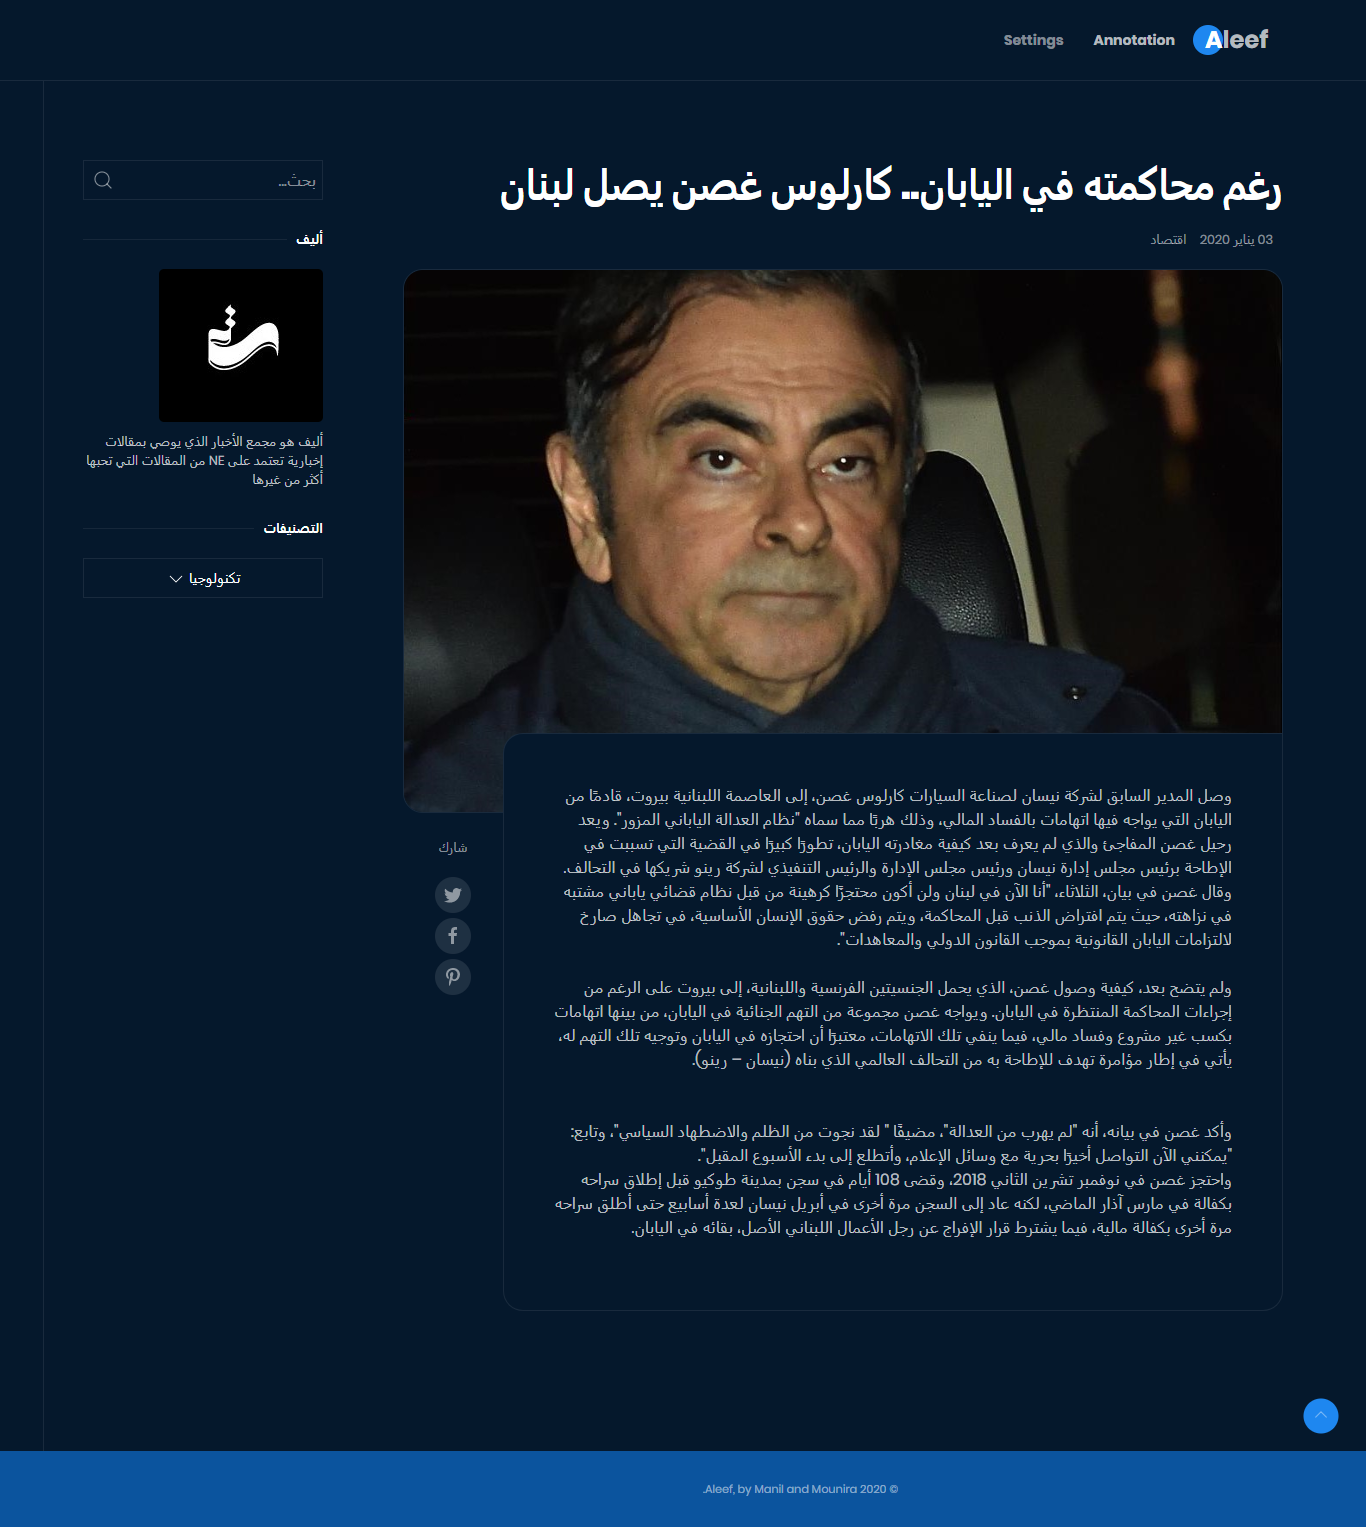 Aleef
Annotation
Settings
رغم محاكمته في اليابان.. كارلوس غصن يصل لبنان
03 يناير 2020 اقتصاد
وصل المدير السابق لشركة نيسان لصناعة السيارات كارلوس غصن، إلى العاصمة اللبنانية بيروت، قادمًا من
اليابان التي يواجه فيها اتهامات بالفساد المالي، وذلك هربًا مما سماه "نظام العدالة الياباني المزور". ويعد
رحيل غصن المفاجئ والذي لم يعرف بعد كيفية مغادرته اليابان، تطورًا كبيرًا في القضية التي تسببت في
الإطاحة برئيس مجلس إدارة نيسان ورئيس مجلس الإدارة والرئيس التنفيذي لشركة رينو شريكها في التحالف.
وقال غصن في بيان، الثلاثاء، "أنا الآن في لبنان ولن أكون محتجزًا كرهينة من قبل نظام قضائي ياباني مشتبه
في نزاهته، حيث يتم افتراض الذنب قبل المحاكمة، ويتم رفض حقوق الإنسان الأساسية، في تجاهل صارخ
لالتزامات اليابان القانونية بموجب القانون الدولي والمعاهدات".
ولم يتضح بعد، كيفية وصول غصن، الذي يحمل الجنسيتين الفرنسية واللبنانية، إلى بيروت على الرغم من
إجراءات المحاكمة المنتظرة في اليابان. ويواجه غصن مجموعة من التهم الجنائية في اليابان، من بينها اتهامات
بكسب غير مشروع وفساد مالي، فيما ينفي تلك الاتهامات، معتبرًا أن احتجازه في اليابان وتوجيه تلك التهم له،
يأتي في إطار مؤامرة تهدف للإطاحة به من التحالف العالمي الذي بناه (نيسان – رينو).
وأكد غصن في بيانه، أنه "لم يهرب من العدالة"، مضيفًا " لقد نجوت من الظلم والاضطهاد السياسي"، وتابع:
"يمكنني الآن التواصل أخيرًا بحرية مع وسائل الإعلام، وأتطلع إلى بدء الأسبوع المقبل".
واحتجز غصن في نوفمبر تشرين الثاني 2018، وقضى 108 أيام في سجن بمدينة طوكيو قبل إطلاق سراحه
بكفالة في مارس آذار الماضي، لكنه عاد إلى السجن مرة أخرى في أبريل نيسان لعدة أسابيع حتى أطلق سراحه
مرة أخرى بكفالة مالية، فيما يشترط قرار الإفراج عن رجل الأعمال اللبناني الأصل، بقائه في اليابان.
شارك
بحث...
أليف
أليف هو مجمع الأخبار الذي يوصي بمقالات
إخبارية تعتمد على NE من المقالات التي تحبها
أكثر من غيرها
التصنيفات
تكنولوجيا
© 2020 Aleef, by Manil and Mounira.